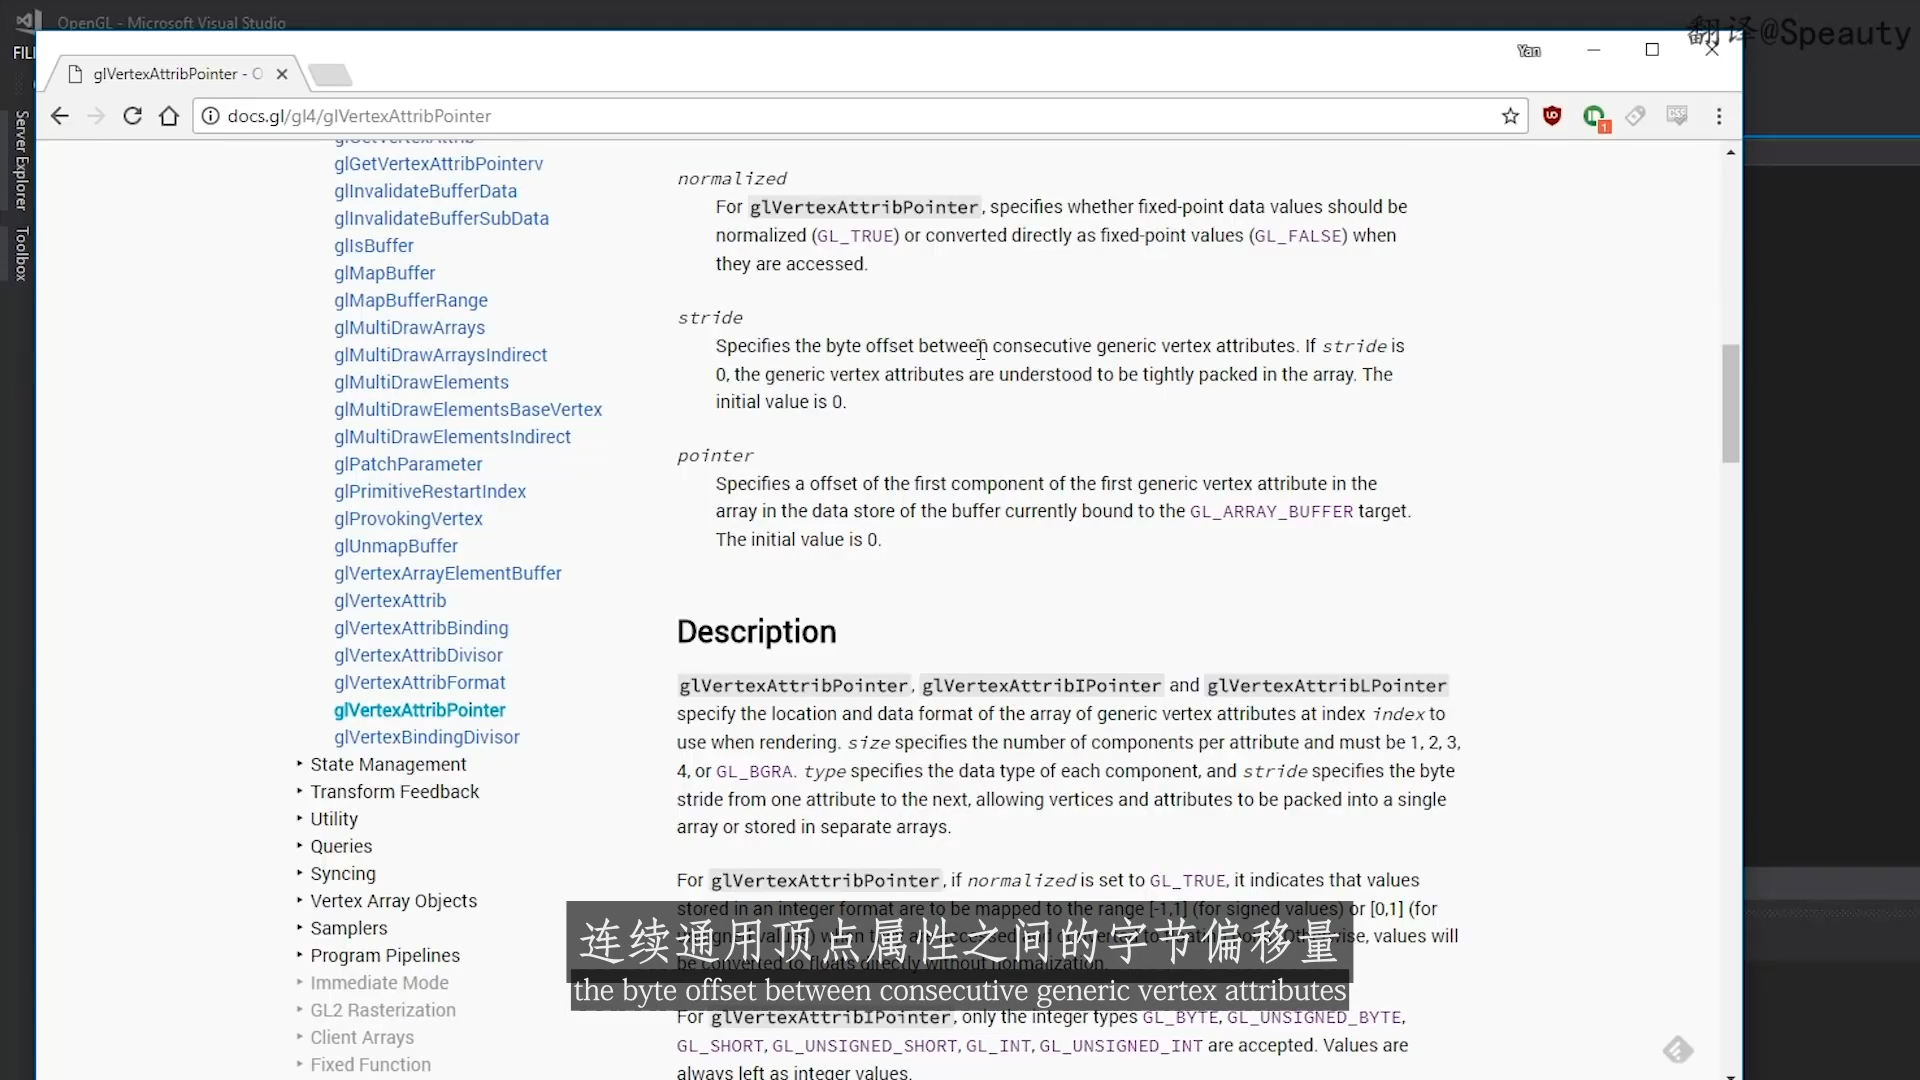 OpenGL - Microsoft Visual Studio
翻译@Speauty
FIL
Yan
glVertexAttribPointer - O
docs.gl/gl4/glVertexAttribPointer
Server Explorer
Toolbox
glGetVertexAttrib
glGetVertexAttribPointerv
glInvalidateBufferData
glInvalidateBufferSubData
glIsBuffer
glMapBuffer
glMapBufferRange
glMultiDrawArrays
glMultiDrawArraysIndirect
glMultiDrawElements
glMultiDrawElementsBaseVertex
glMultiDrawElementsIndirect
glPatchParameter
glPrimitiveRestartIndex
glProvokingVertex
glUnmapBuffer
glVertexArrayElementBuffer
glVertexAttrib
glVertexAttribBinding
glVertexAttribDivisor
glVertexAttribFormat
glVertexAttribPointer
glVertexBindingDivisor
State Management
Transform Feedback
Utility
Queries
Syncing
Vertex Array Objects
Samplers
Program Pipelines
Immediate Mode
GL2 Rasterization
Client Arrays
Fixed Function
normalized
For glVertexAttribPointer, specifies whether fixed-point data values should be
normalized (GL_TRUE) or converted directly as fixed-point values (GL_FALSE) when
they are accessed.
stride
Specifies the byte offset between consecutive generic vertex attributes. If stride is
0, the generic vertex attributes are understood to be tightly packed in the array. The
initial value is 0.
pointer
Specifies a offset of the first component of the first generic vertex attribute in the
array in the data store of the buffer currently bound to the GL_ARRAY_BUFFER target.
The initial value is 0.
Description
glVertexAttribPointer, glVertexAttribIPointer and glVertexAttribLPointer
specify the location and data format of the array of generic vertex attributes at index index to
use when rendering. size specifies the number of components per attribute and must be 1, 2, 3,
4, or GL_BGRA. type specifies the data type of each component, and stride specifies the byte
stride from one attribute to the next, allowing vertices and attributes to be packed into a single
array or stored in separate arrays.
For glVertexAttribPointer, if normalized is set to GL_TRUE, it indicates that values
stored in an integer format are to be mapped to the range [-1,1] (for signed values) or [0,1] (for
values will
be converted to floats directly without normalization.
连续通用顶点属性之间的字节偏移量
the byte offset between consecutive generic vertex attributes
For glVertexAttribIPointer, only the integer types GL_BYTE, GL_UNSIGNED_BYTE,
GL_SHORT, GL_UNSIGNED_SHORT, GL_INT, GL_UNSIGNED_INT are accepted. Values are
always left as integer values.